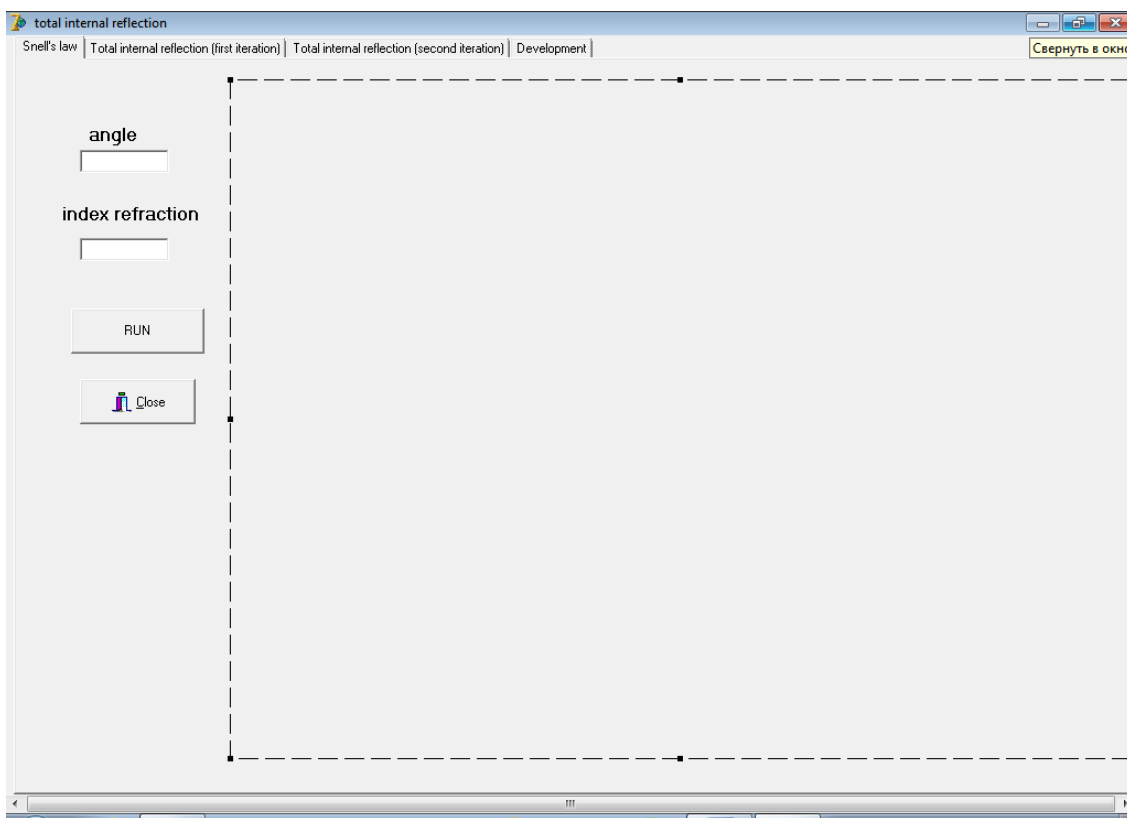 total internal reflection
Snell's law Total internal reflection (first iteration) Total internal reflection (second iteration) Development
Свернуть в окно
angle
index refraction
RUN
Close